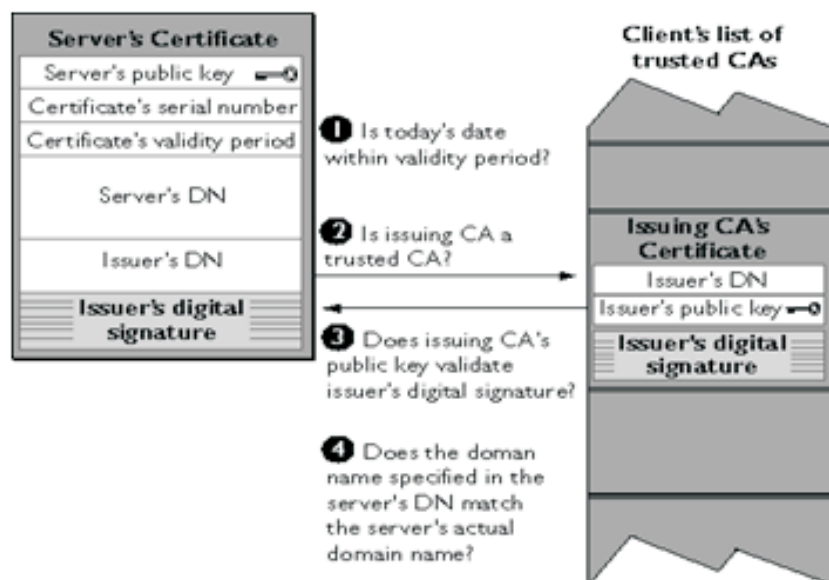 Server's Certificate
Server's public key
Certificate's serial number
Certificate's validity period
Server's DN
Issuer's DN
Issuer's digital
signature
1 Is today's date
within validity period?
2 Is issuing CA a
trusted CA?
3 Does issuing CA's
public key validate
issuer's digital signature?
4 Does the doman
name specified in the
server's DN match
the server's actual
domain name?
Client's list of
trusted CAs
Issuing CA's
Certificate
Issuer's DN
Issuer's public key
Issuer's digital
signature